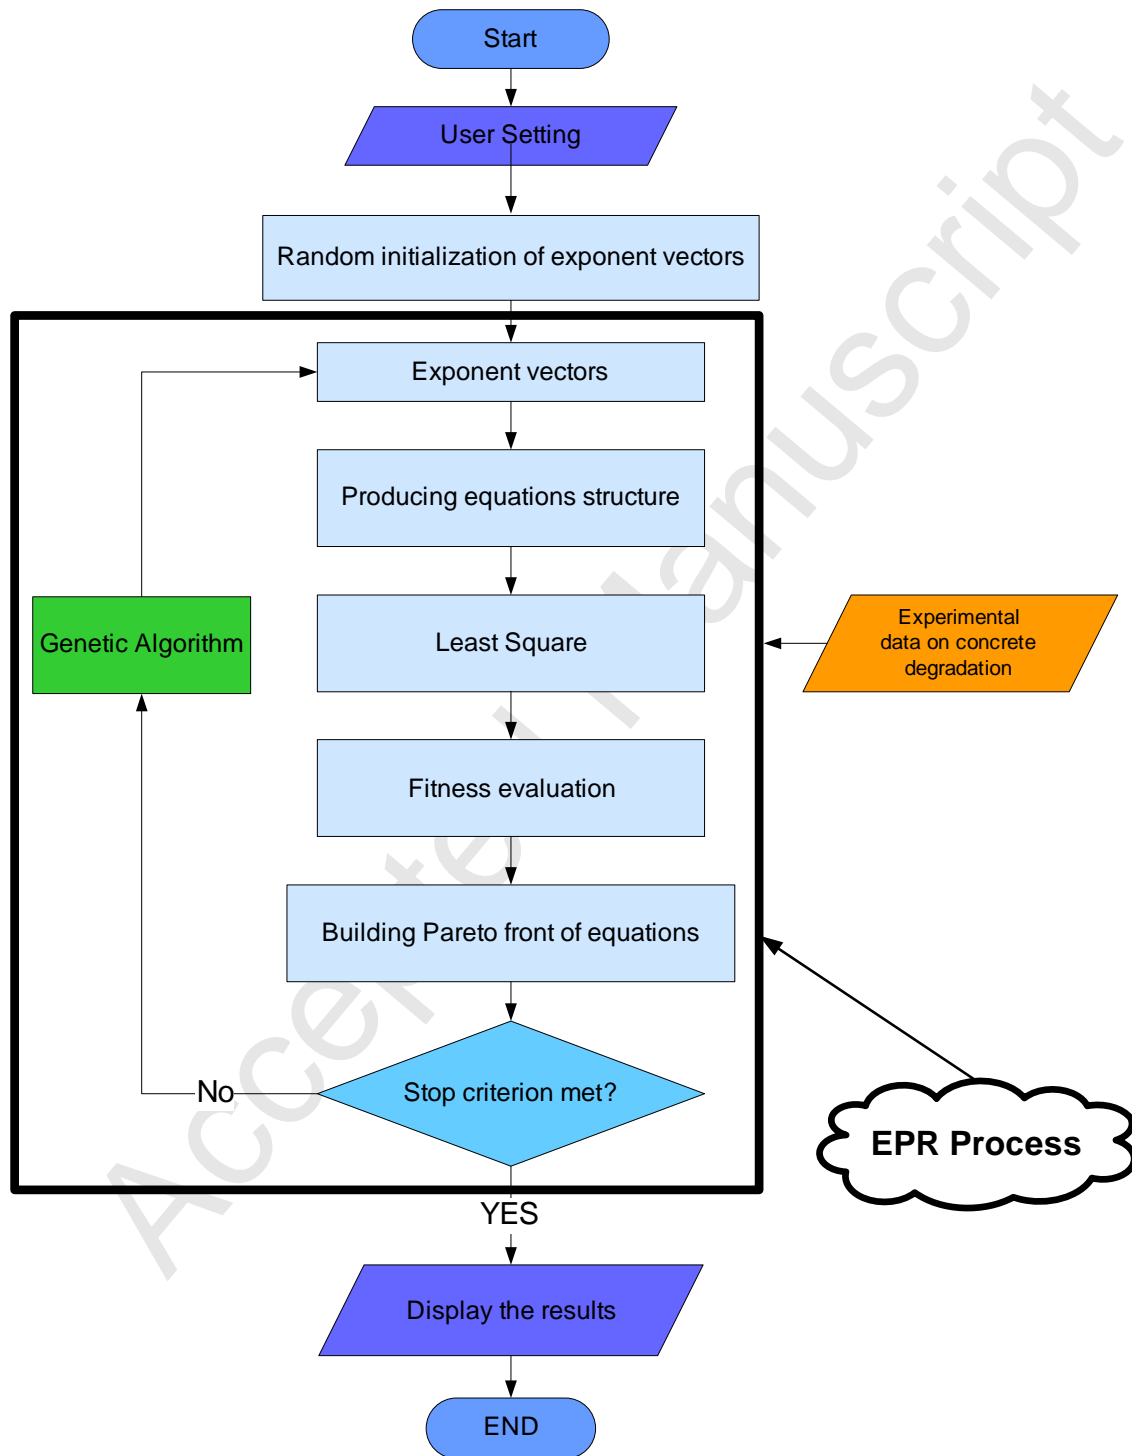 Start
User Setting
Random initialization of exponent vectors
Exponent vectors
Producing equations structure
Genetic Algorithm
Least Square
Experimental
data on concrete
degradation
Fitness evaluation
Building Pareto front of equations
No
Stop criterion met?
EPR Process
YES
Display the results
END
Accepted Manuscript